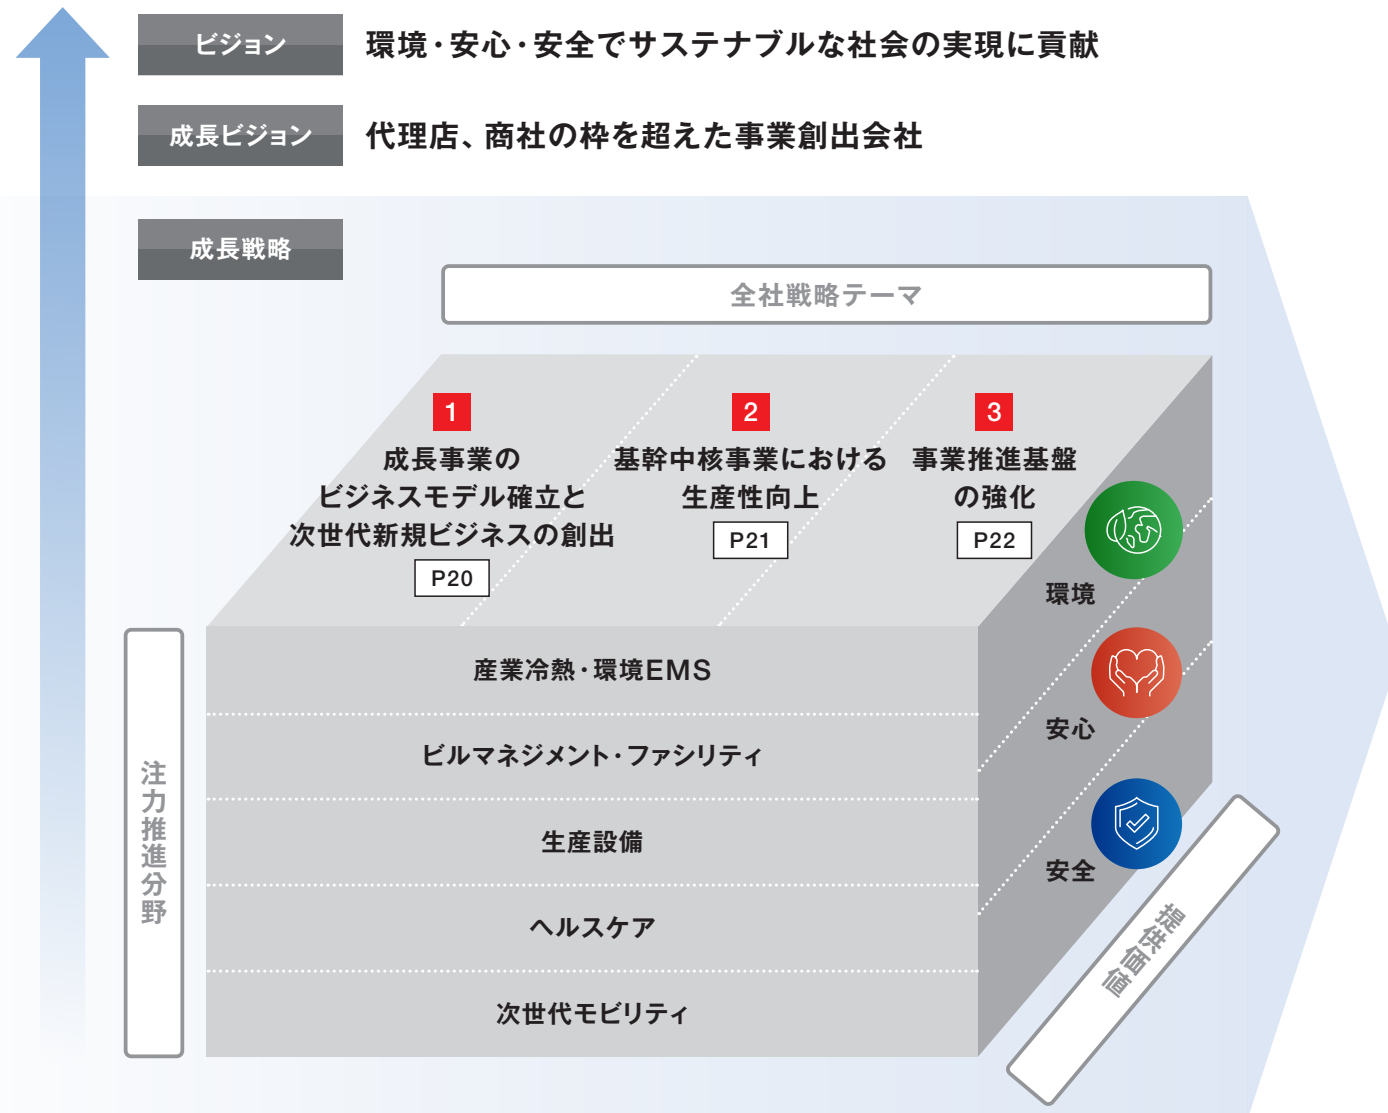 ビジョン
環境・安心・安全でサステナブルな社会の実現に貢献
成長ビジョン
代理店、商社の枠を超えた事業創出会社
成長戦略
全社戦略テーマ
1
成長事業の
ビジネスモデル確立と
次世代新規ビジネスの創出
P20
2
基幹中核事業における
生産性向上
P21
3
事業推進基盤
の強化
P22
環境
安心
安全
提供価値
注力推進分野
産業冷熱・環境EMS
ビルマネジメント・ファシリティ
生産設備
ヘルスケア
次世代モビリティ